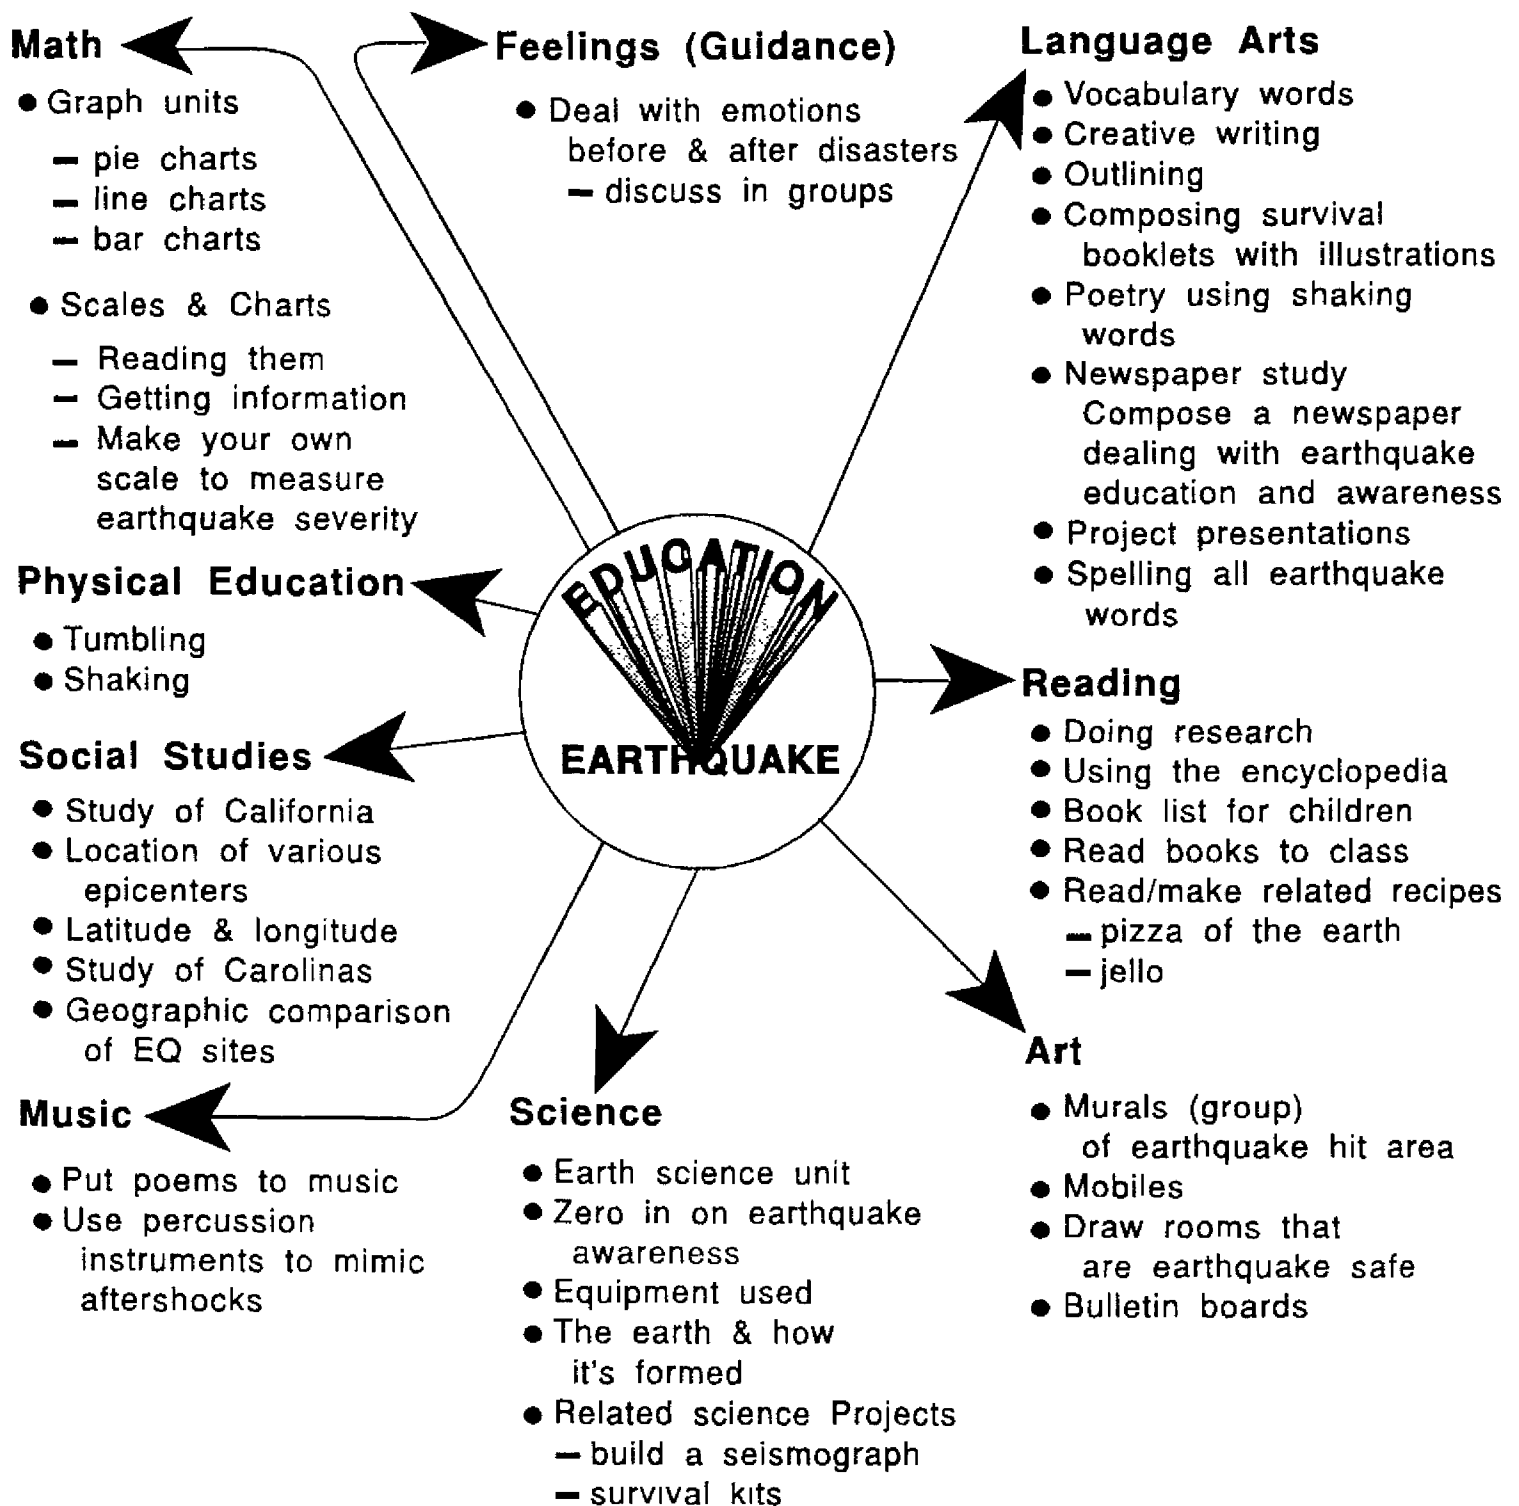 Math
● Graph units
– pie charts
– line charts
– bar charts
● Scales & Charts
– Reading them
– Getting information
– Make your own
scale to measure
earthquake severity
Feelings (Guidance)
● Deal with emotions
before & after disasters
– discuss in groups
Language Arts
● Vocabulary words
● Creative writing
● Outlining
● Composing survival
booklets with illustrations
● Poetry using shaking
words
● Newspaper study
Compose a newspaper
dealing with earthquake
education and awareness
● Project presentations
● Spelling all earthquake
words
EDUCATION
EARTHQUAKE
Physical Education
● Tumbling
● Shaking
Social Studies
● Study of California
● Location of various
epicenters
● Latitude & longitude
● Study of Carolinas
● Geographic comparison
of EQ sites
Reading
● Doing research
● Using the encyclopedia
● Book list for children
● Read books to class
● Read/make related recipes
– pizza of the earth
– jello
Music
● Put poems to music
● Use percussion
instruments to mimic
aftershocks
Science
● Earth science unit
● Zero in on earthquake
awareness
● Equipment used
● The earth & how
it's formed
● Related science Projects
– build a seismograph
– survival kits
Art
● Murals (group)
of earthquake hit area
● Mobiles
● Draw rooms that
are earthquake safe
● Bulletin boards